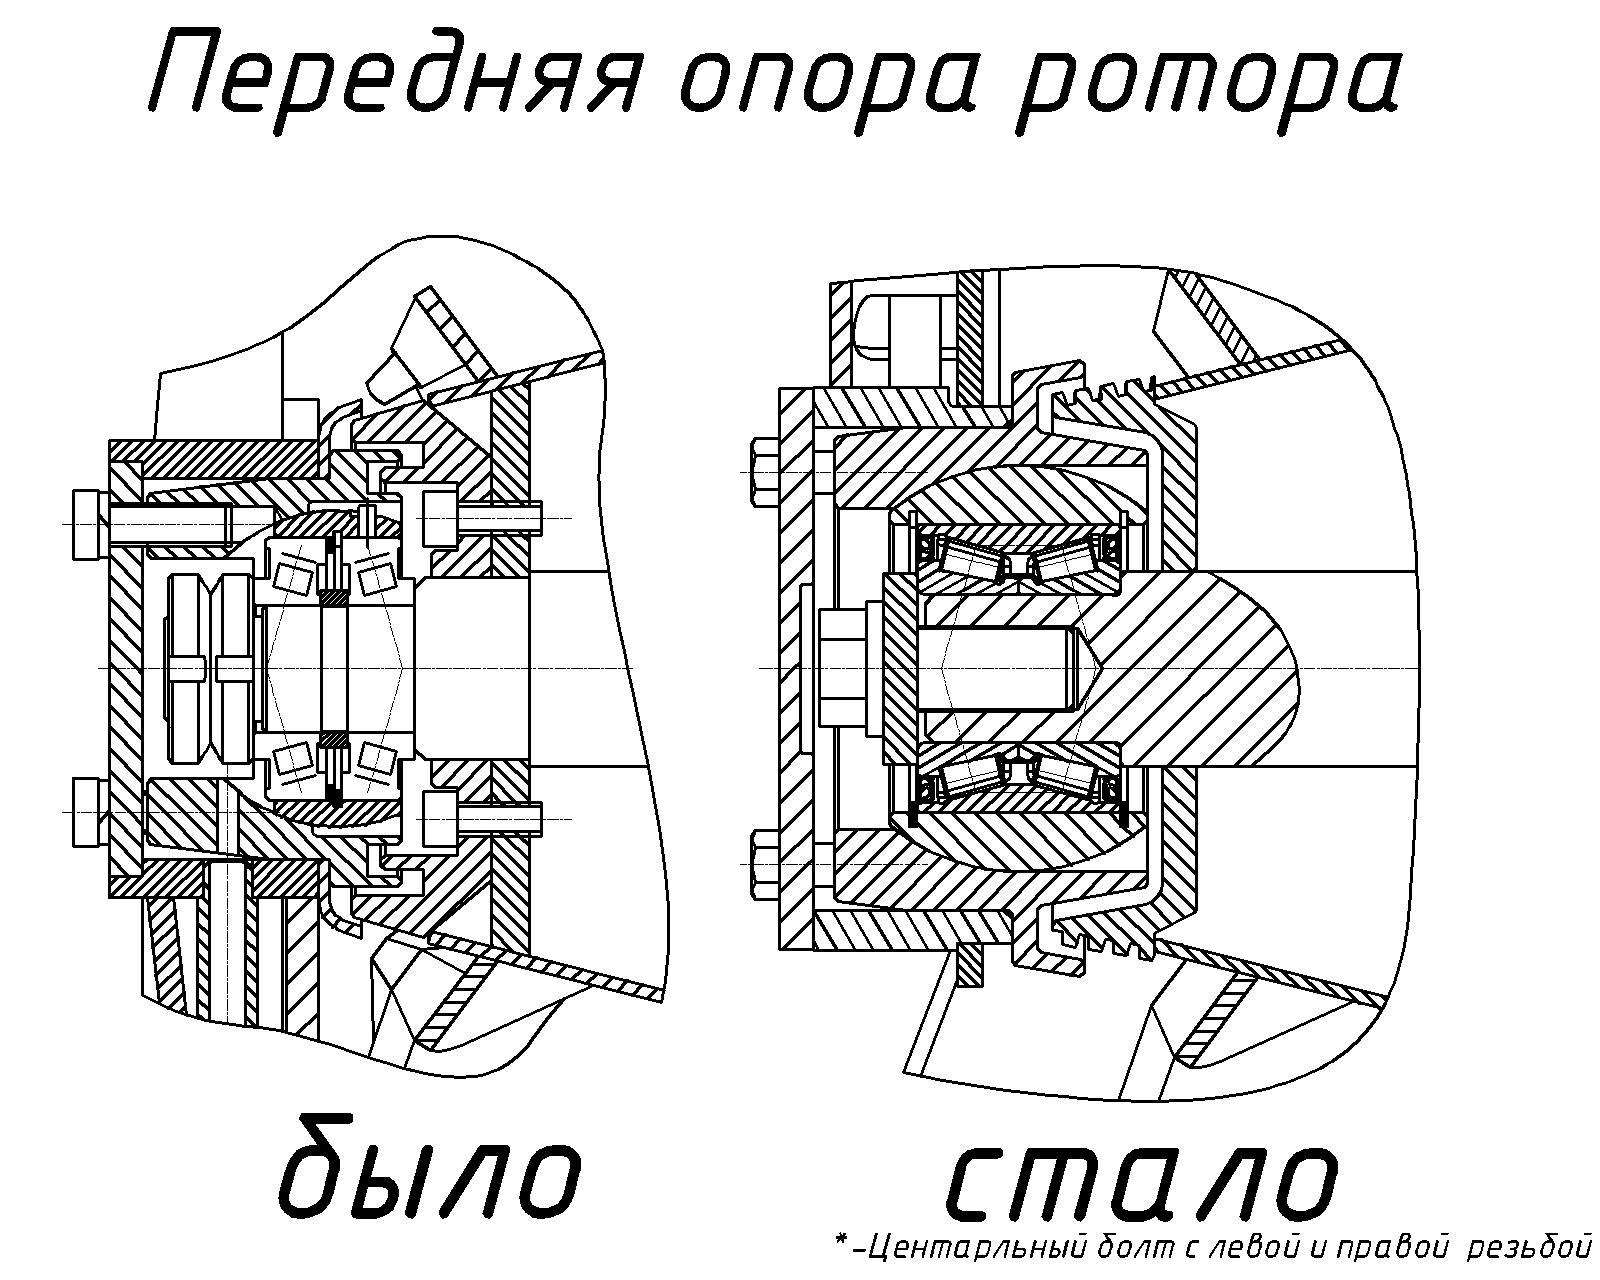 Передняя опора ротора
было
стало
*-Центарльный болт с левой и правой резьбой